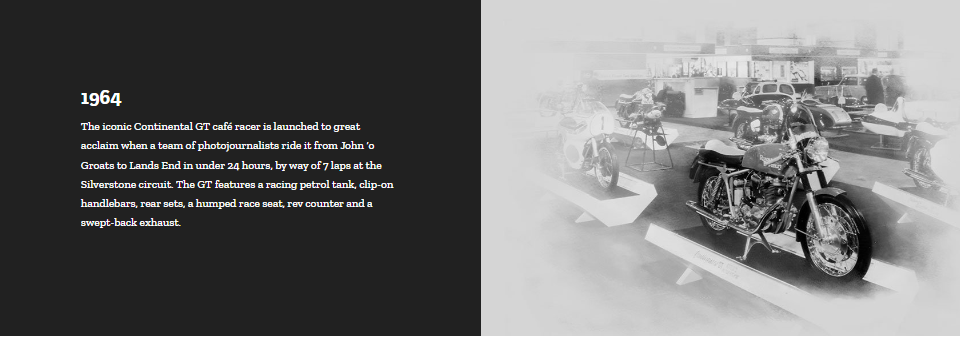 1964
The iconic Continental GT café racer is launched to great
acclaim when a team of photojournalists ride it from John ‘o
Groats to Lands End in under 24 hours, by way of 7 laps at the
Silverstone circuit. The GT features a racing petrol tank, clip-on
handlebars, rear sets, a humped race seat, rev counter and a
swept-back exhaust.